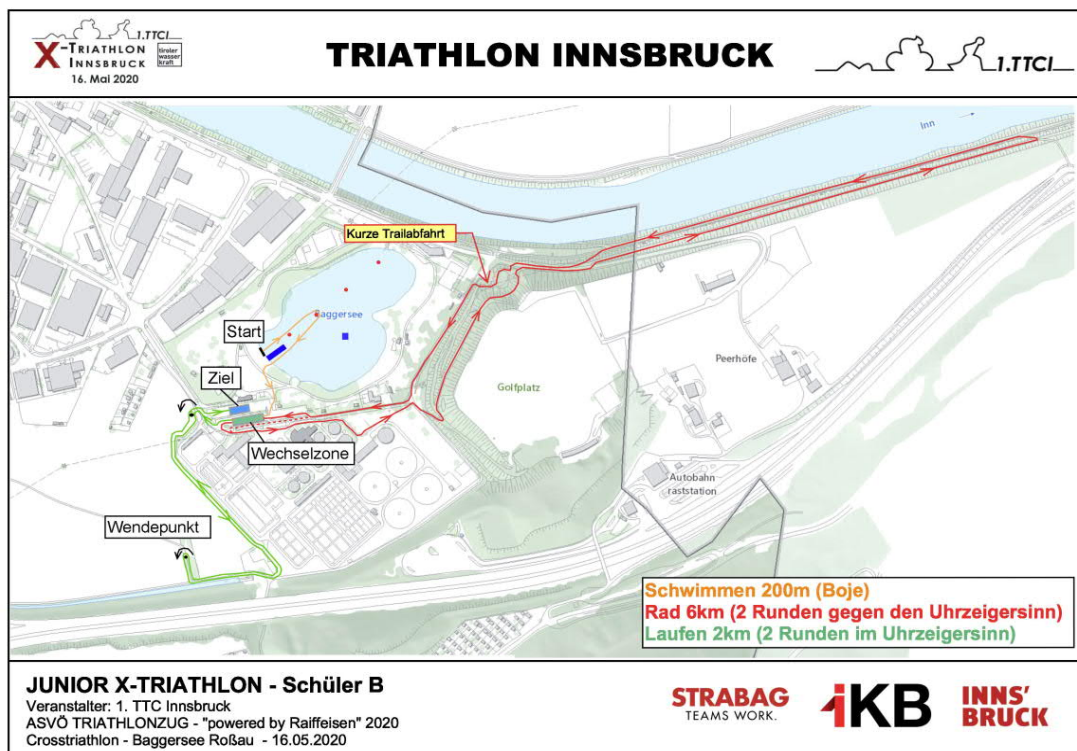 1.TTCI
X-TRIATHLON
INNSBRUCK
tiroler
wasser
kraft
16. Mai 2020
TRIATHLON INNSBRUCK
1.TTCI
Inn
Kurze Trailabfahrt
Baggersee
Start
Peerhöfe
Ziel
Golfplatz
Wechselzone
Autobahn
raststation
Wendepunkt
Schwimmen 200m (Boje)
Rad 6km (2 Runden gegen den Uhrzeigersinn)
Laufen 2km (2 Runden im Uhrzeigersinn)
JUNIOR X-TRIATHLON - Schüler B
Veranstalter: 1. TTC Innsbruck
ASVÖ TRIATHLONZUG - "powered by Raiffeisen" 2020
Crosstriathlon - Baggersee Roßau - 16.05.2020
STRABAG
TEAMS WORK.
iKB
INNS'
BRUCK